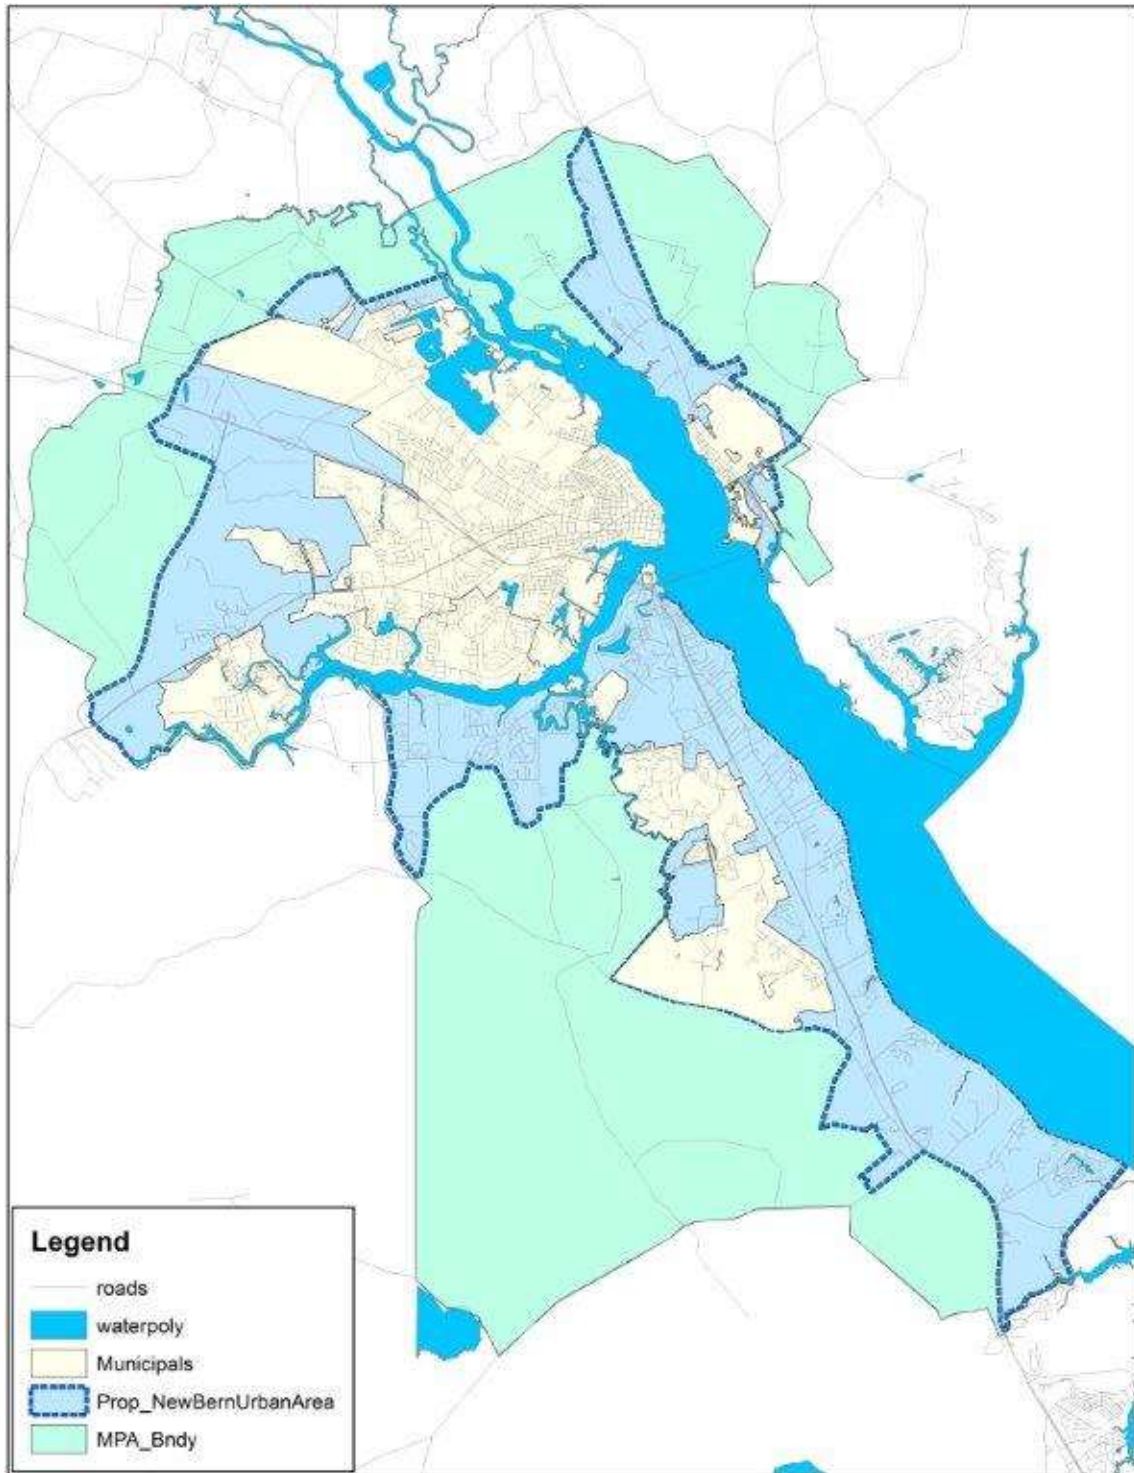 Legend
roads
waterpoly
Municipals
Prop_NewBernUrbanArea
MPA_Bndy